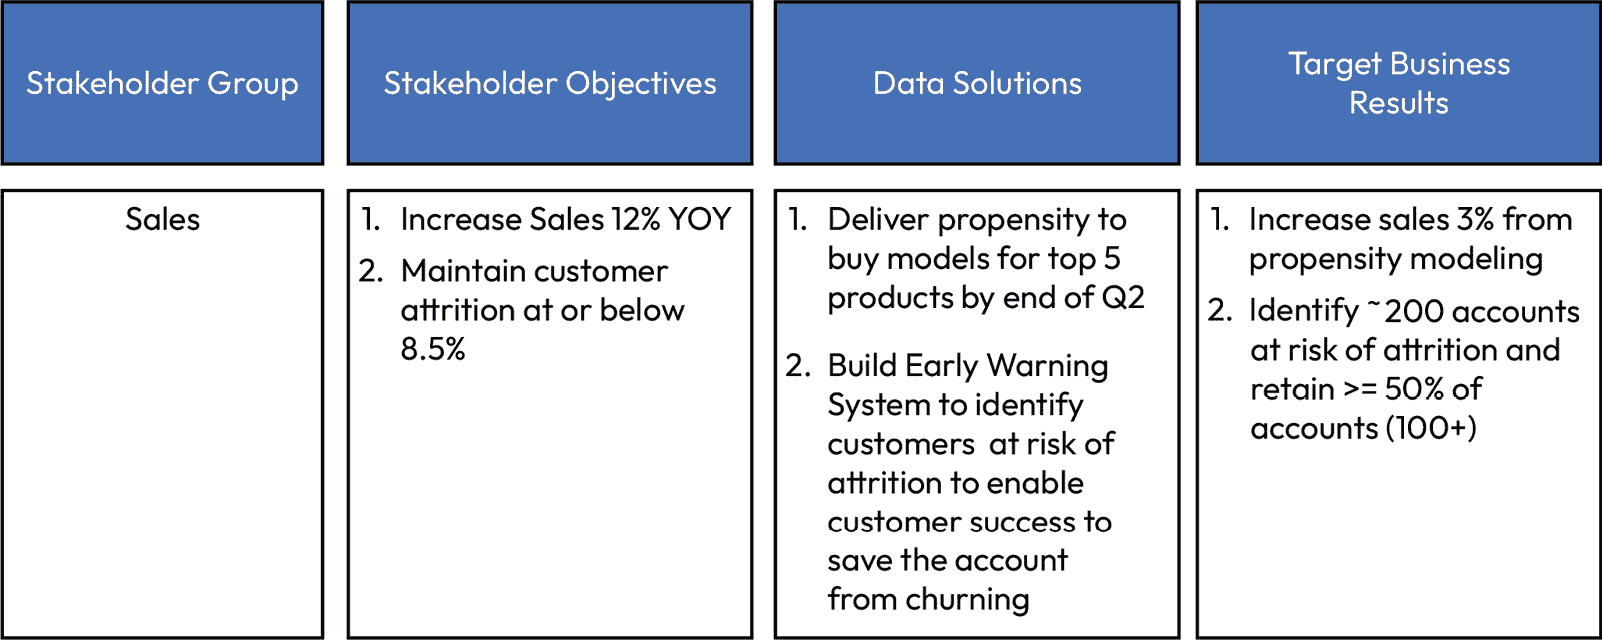 Stakeholder Group
Stakeholder Objectives
Data Solutions
Target Business
Results
Sales
1. Increase Sales 12% YOY
2. Maintain customer
attrition at or below
8.5%
1. Deliver propensity to
buy models for top 5
products by end of Q2
2. Build Early Warning
System to identify
customers at risk of
attrition to enable
customer success to
save the account
from churning
1. Increase sales 3% from
propensity modeling
2. Identify ~200 accounts
at risk of attrition and
retain >= 50% of
accounts (100+)